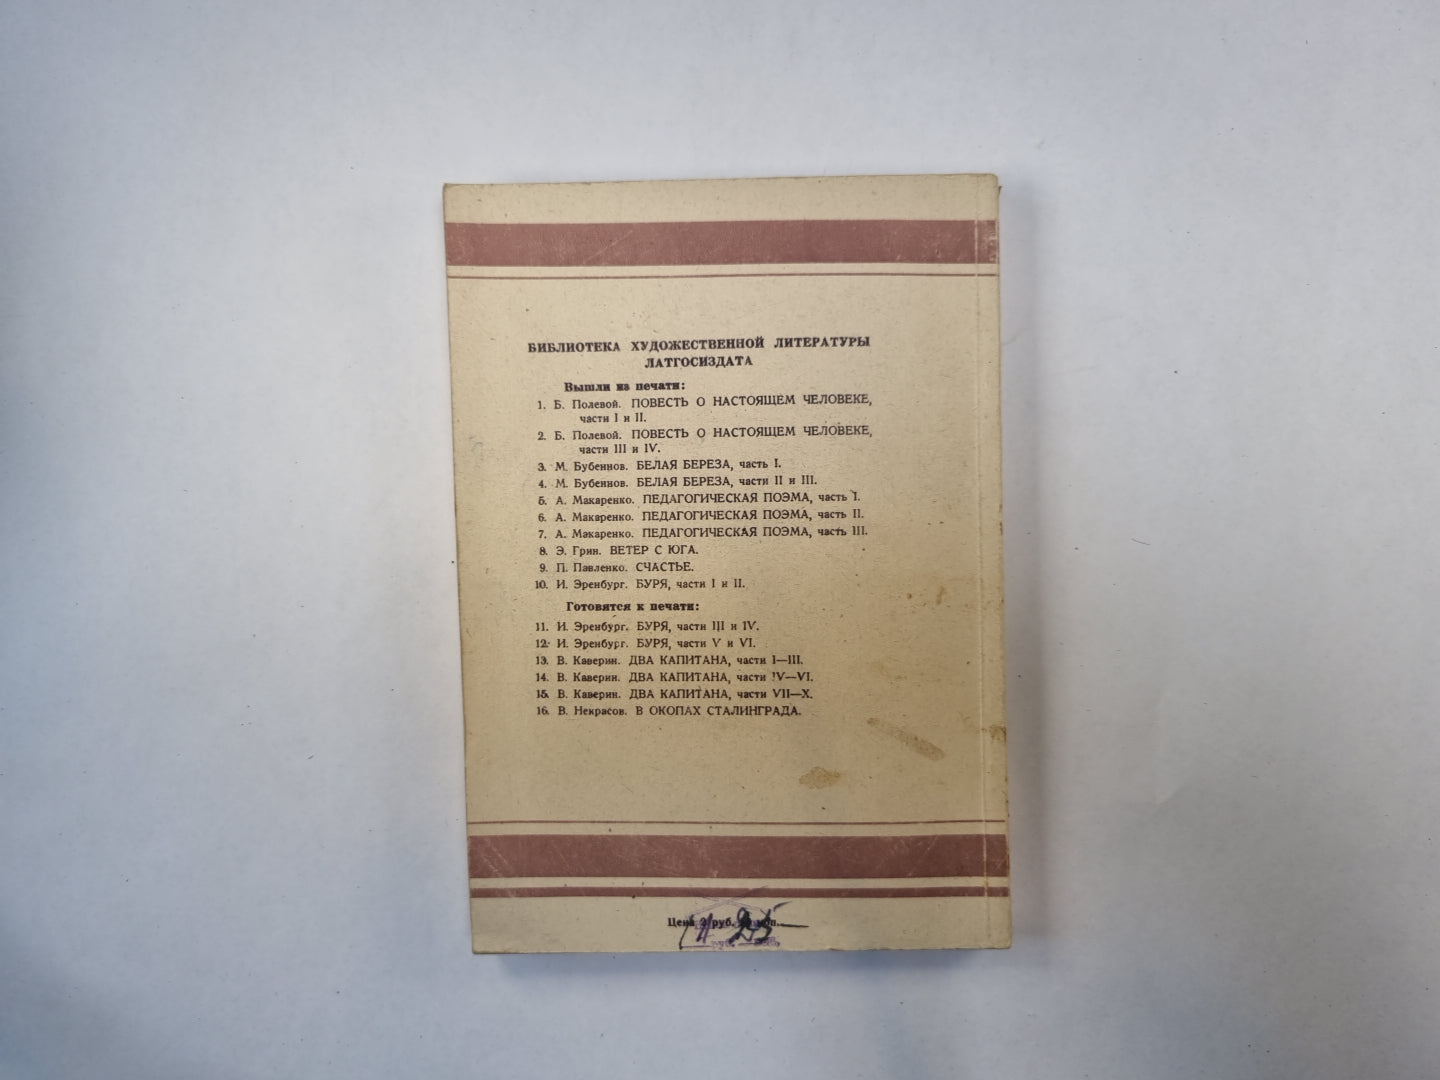 БИБЛИОТЕКА ХУДОЖЕСТВЕННОЙ ЛИТЕРАТУРЫ
ЛАТГОСИЗДАТА
Вышли из печати:
1. Б. Полевой. ПОВЕСТЬ О НАСТОЯЩЕМ ЧЕЛОВЕКЕ,
части I и II.
2. Б. Полевой. ПОВЕСТЬ О НАСТОЯЩЕМ ЧЕЛОВЕКЕ,
части III и IV.
3. М. Бубеннов. БЕЛАЯ БЕРЕЗА, часть I.
4. М. Бубеннов. БЕЛАЯ БЕРЕЗА, части II и III.
5. А. Макаренко. ПЕДАГОГИЧЕСКАЯ ПОЭМА, часть I.
6. А. Макаренко. ПЕДАГОГИЧЕСКАЯ ПОЭМА, часть II.
7. А. Макаренко. ПЕДАГОГИЧЕСКАЯ ПОЭМА, часть III.
8. Э. Грин. ВЕТЕР С ЮГА.
9. П. Павленко. СЧАСТЬЕ.
10. И. Эренбург. БУРЯ, части I и II.
Готовятся к печати:
11. И. Эренбург. БУРЯ, части III и IV.
12. И. Эренбург. БУРЯ, части V и VI.
13. В. Каверин. ДВА КАПИТАНА, части I—III.
14. В. Каверин. ДВА КАПИТАНА, части IV—VI.
15. В. Каверин. ДВА КАПИТАНА, части VII—X.
16. В. Некрасов. В ОКОПАХ СТАЛИНГРАДА.
Цена 2 руб.
25